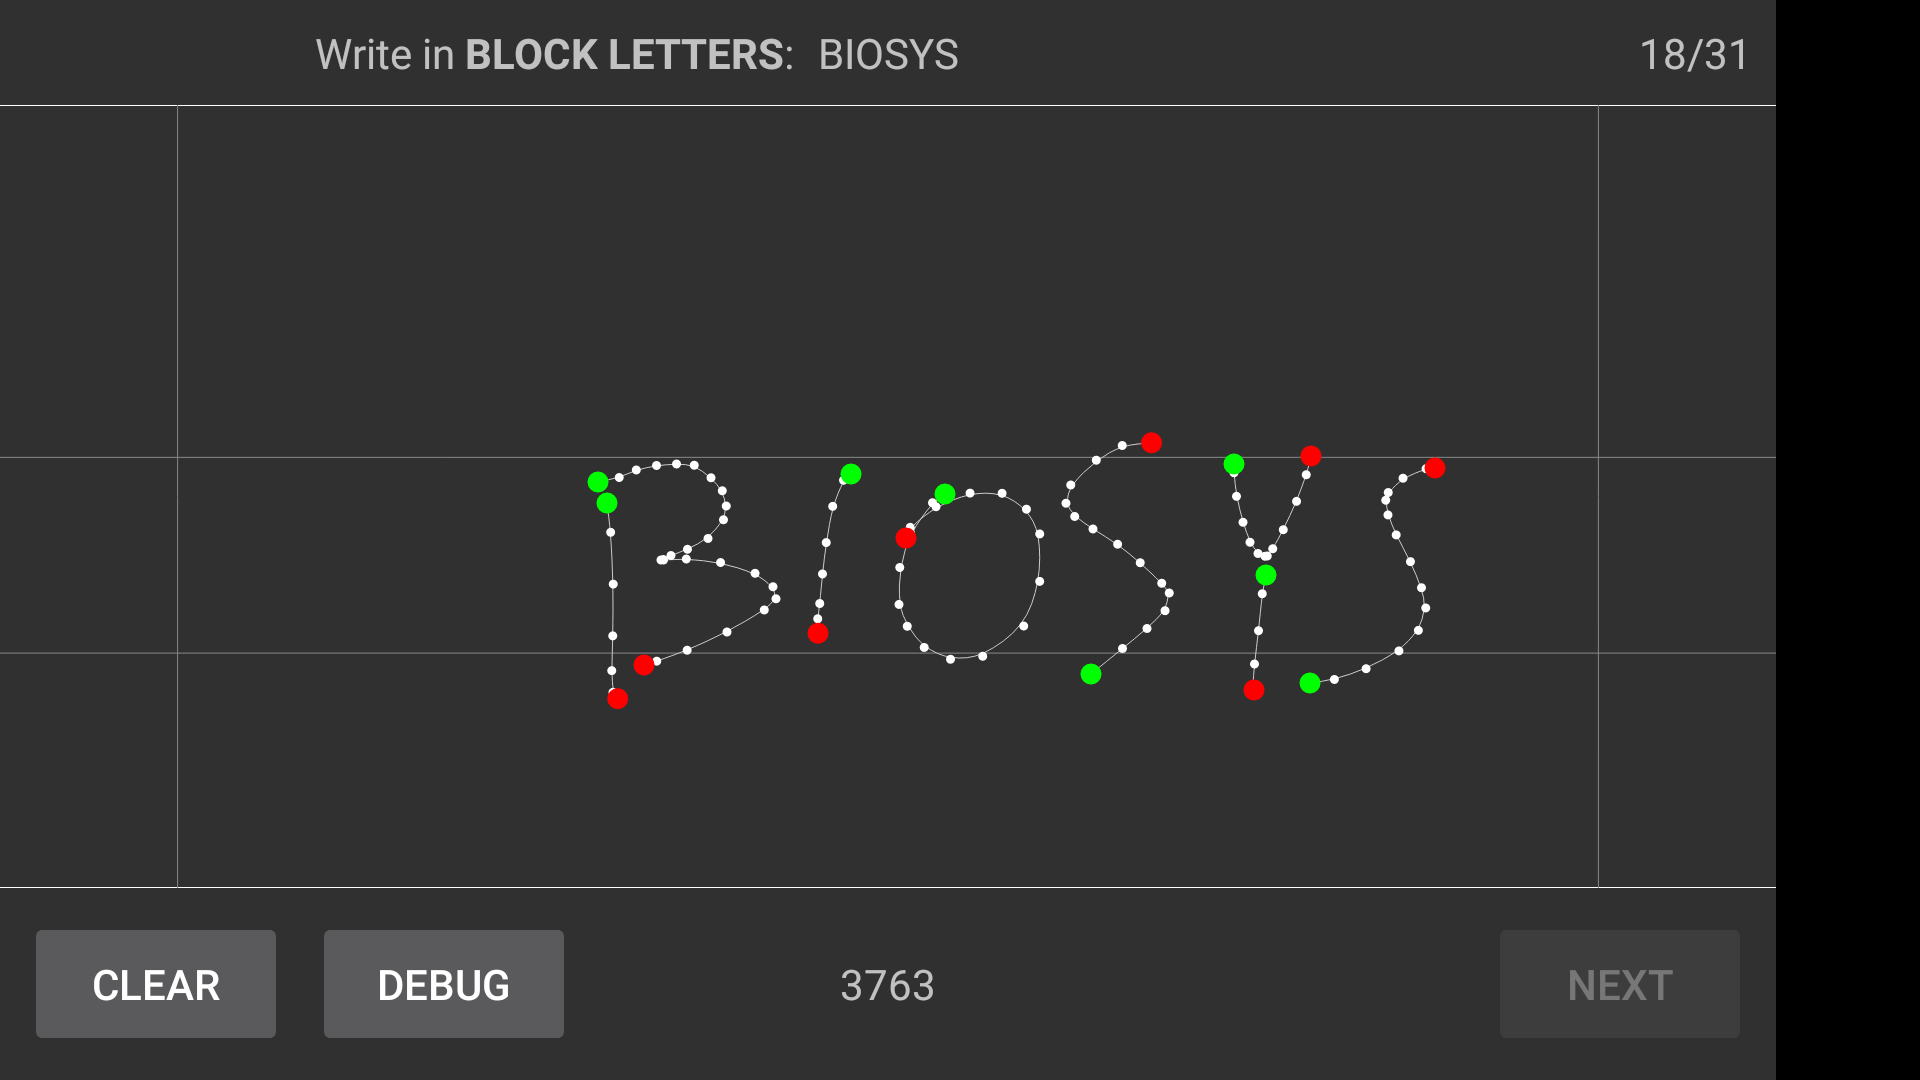 Write in BLOCK LETTERS: BIOSYS
18/31
BIOSYS
CLEAR
DEBUG
3763
NEXT